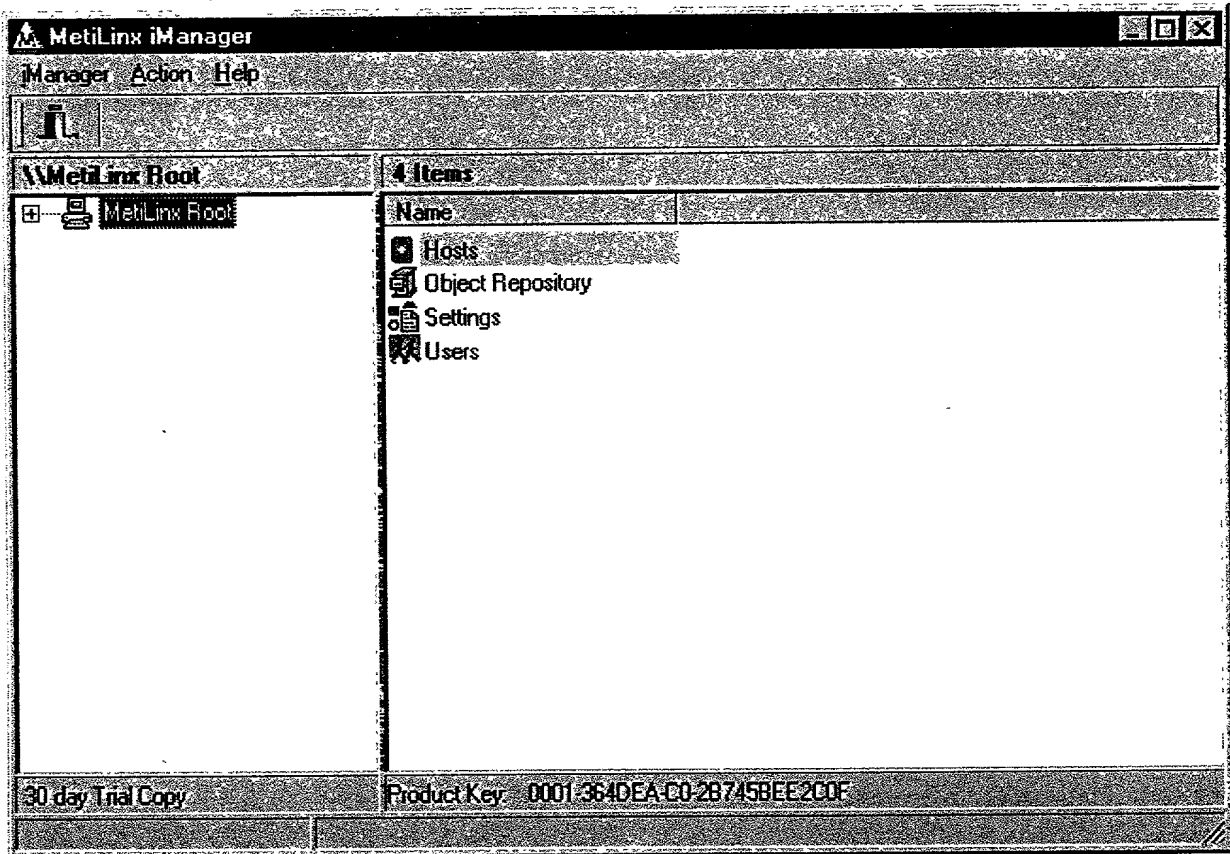 MetiLinx iManager
iManager Action Help
\\MetiLinx Root
4 Items
MetiLinx Root
Name
Hosts
Object Repository
Settings
Users
30 day Trial Copy
Product Key: 0001-364DEA-C0-2B745BEE2C0F